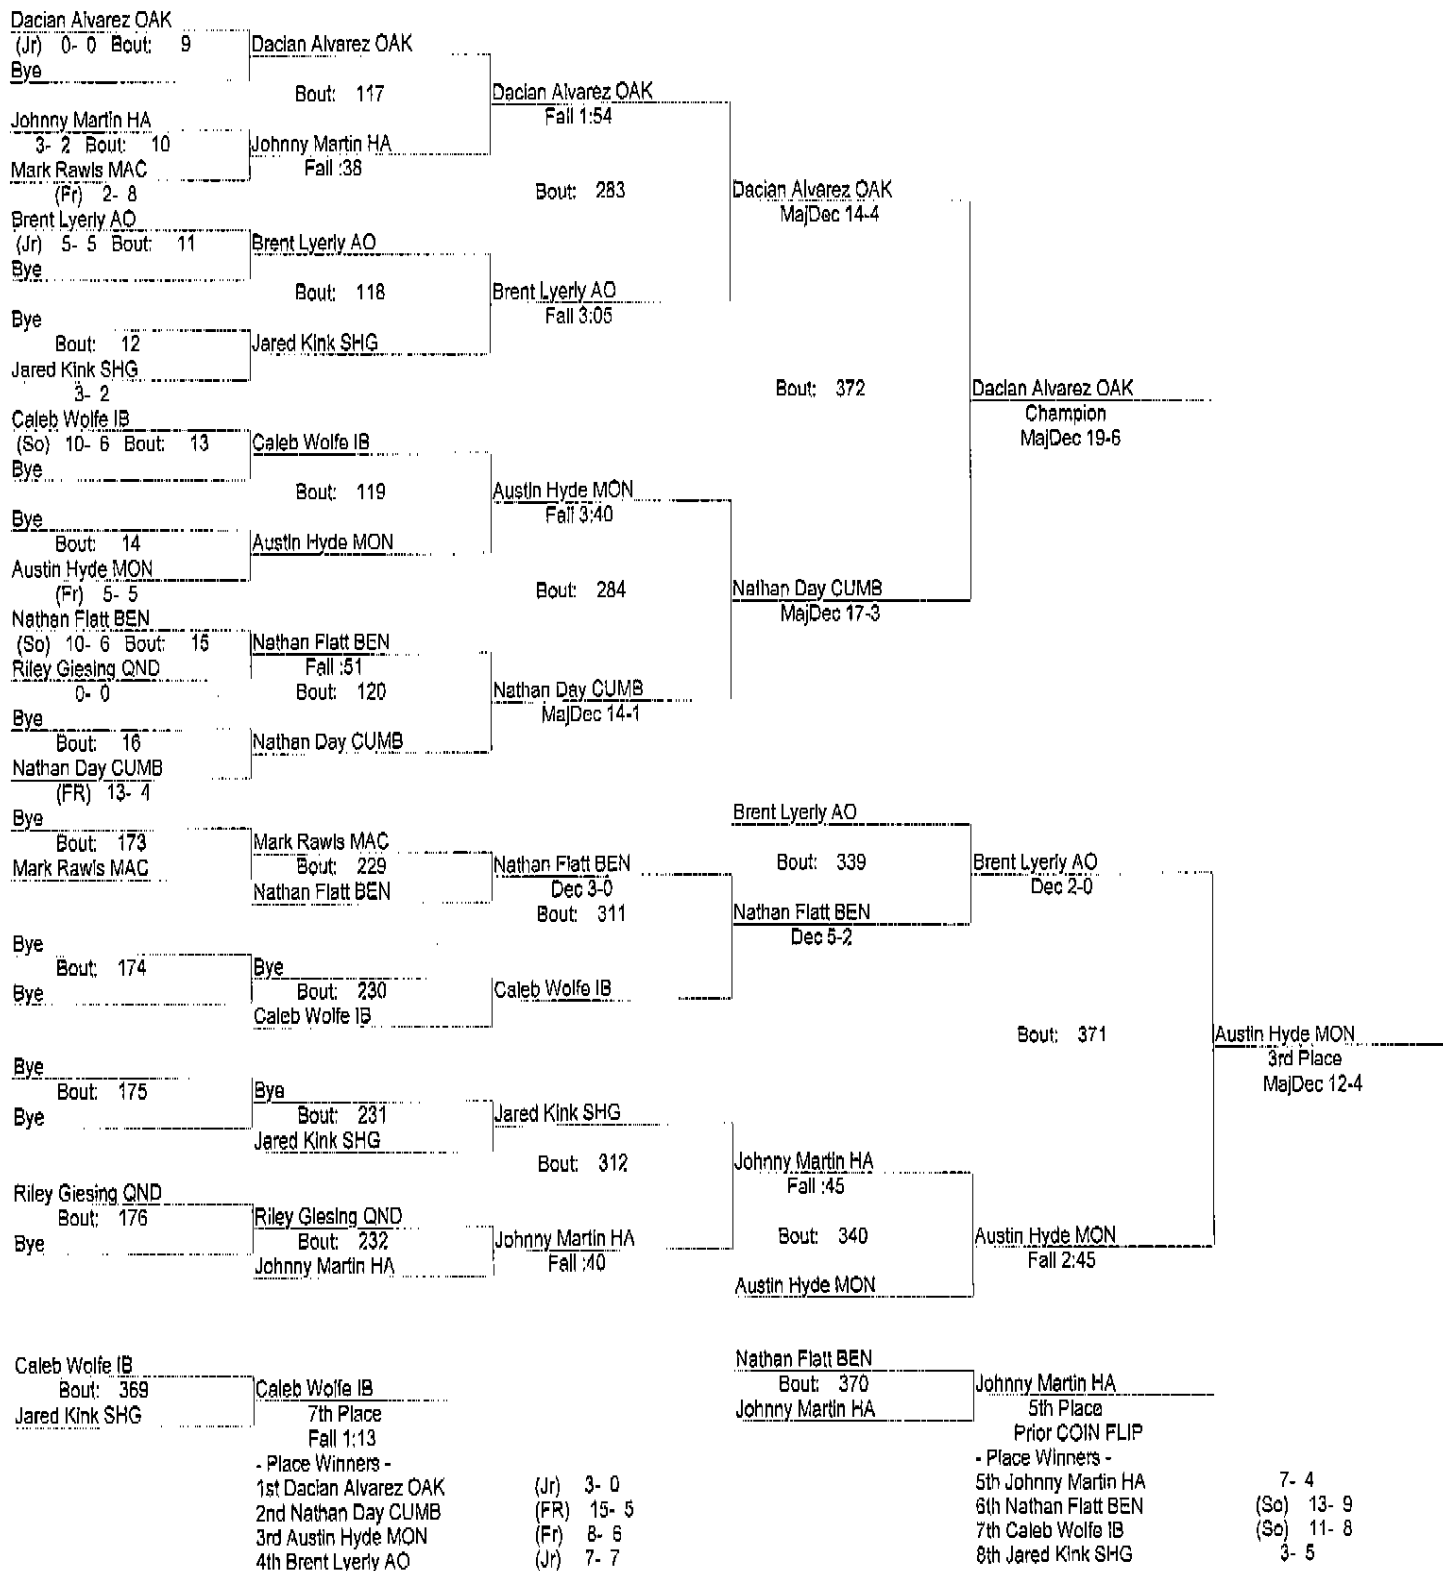 Dacian Alvarez OAK
(Jr) 0- 0 Bout: 9
Bye
Dacian Alvarez OAK
Bout: 117
Johnny Martin HA
3- 2 Bout: 10
Mark Rawls MAC
(Fr) 2- 8
Johnny Martin HA
Fall :38
Dacian Alvarez OAK
Fall 1:54
Bout: 283
Brent Lyerly AO
(Jr) 5- 5 Bout: 11
Bye
Brent Lyerly AO
Bout: 118
Bye
Bout: 12
Jared Kink SHG
3- 2
Jared Kink SHG
Brent Lyerly AO
Fall 3:05
Dacian Alvarez OAK
MajDec 14-4
Bout: 372
Dacian Alvarez OAK
Champion
MajDec 19-6
Caleb Wolfe IB
(So) 10- 6 Bout: 13
Bye
Caleb Wolfe IB
Bout: 119
Bye
Bout: 14
Austin Hyde MON
(Fr) 5- 5
Austin Hyde MON
Austin Hyde MON
Fall 3:40
Bout: 284
Nathan Flatt BEN
(So) 10- 6 Bout: 15
Riley Giesing QND
0- 0
Nathan Flatt BEN
Fall :51
Bout: 120
Bye
Bout: 16
Nathan Day CUMB
(FR) 13- 4
Nathan Day CUMB
Nathan Day CUMB
MajDec 14-1
Nathan Day CUMB
MajDec 17-3
Bye
Bout: 173
Mark Rawls MAC
Mark Rawls MAC
Bout: 229
Nathan Flatt BEN
Nathan Flatt BEN
Dec 3-0
Bout: 311
Brent Lyerly AO
Bout: 339
Nathan Flatt BEN
Dec 5-2
Brent Lyerly AO
Dec 2-0
Bye
Bout: 174
Bye
Bye
Bout: 230
Caleb Wolfe IB
Caleb Wolfe IB
Bout: 371
Austin Hyde MON
3rd Place
MajDec 12-4
Bye
Bout: 175
Bye
Bye
Bout: 231
Jared Kink SHG
Jared Kink SHG
Bout: 312
Riley Giesing QND
Bout: 176
Bye
Riley Giesing QND
Bout: 232
Johnny Martin HA
Johnny Martin HA
Fall :40
Johnny Martin HA
Fall :45
Bout: 340
Austin Hyde MON
Austin Hyde MON
Fall 2:45
Caleb Wolfe IB
Bout: 369
Jared Kink SHG
Caleb Wolfe IB
7th Place
Fall 1:13
Nathan Flatt BEN
Bout: 370
Johnny Martin HA
Johnny Martin HA
5th Place
Prior COIN FLIP
- Place Winners -
1st Dacian Alvarez OAK (Jr) 3- 0
2nd Nathan Day CUMB (FR) 15- 5
3rd Austin Hyde MON (Fr) 8- 6
4th Brent Lyerly AO (Jr) 7- 7
- Place Winners -
5th Johnny Martin HA 7- 4
6th Nathan Flatt BEN (So) 13- 9
7th Caleb Wolfe IB (So) 11- 8
8th Jared Kink SHG 3- 5